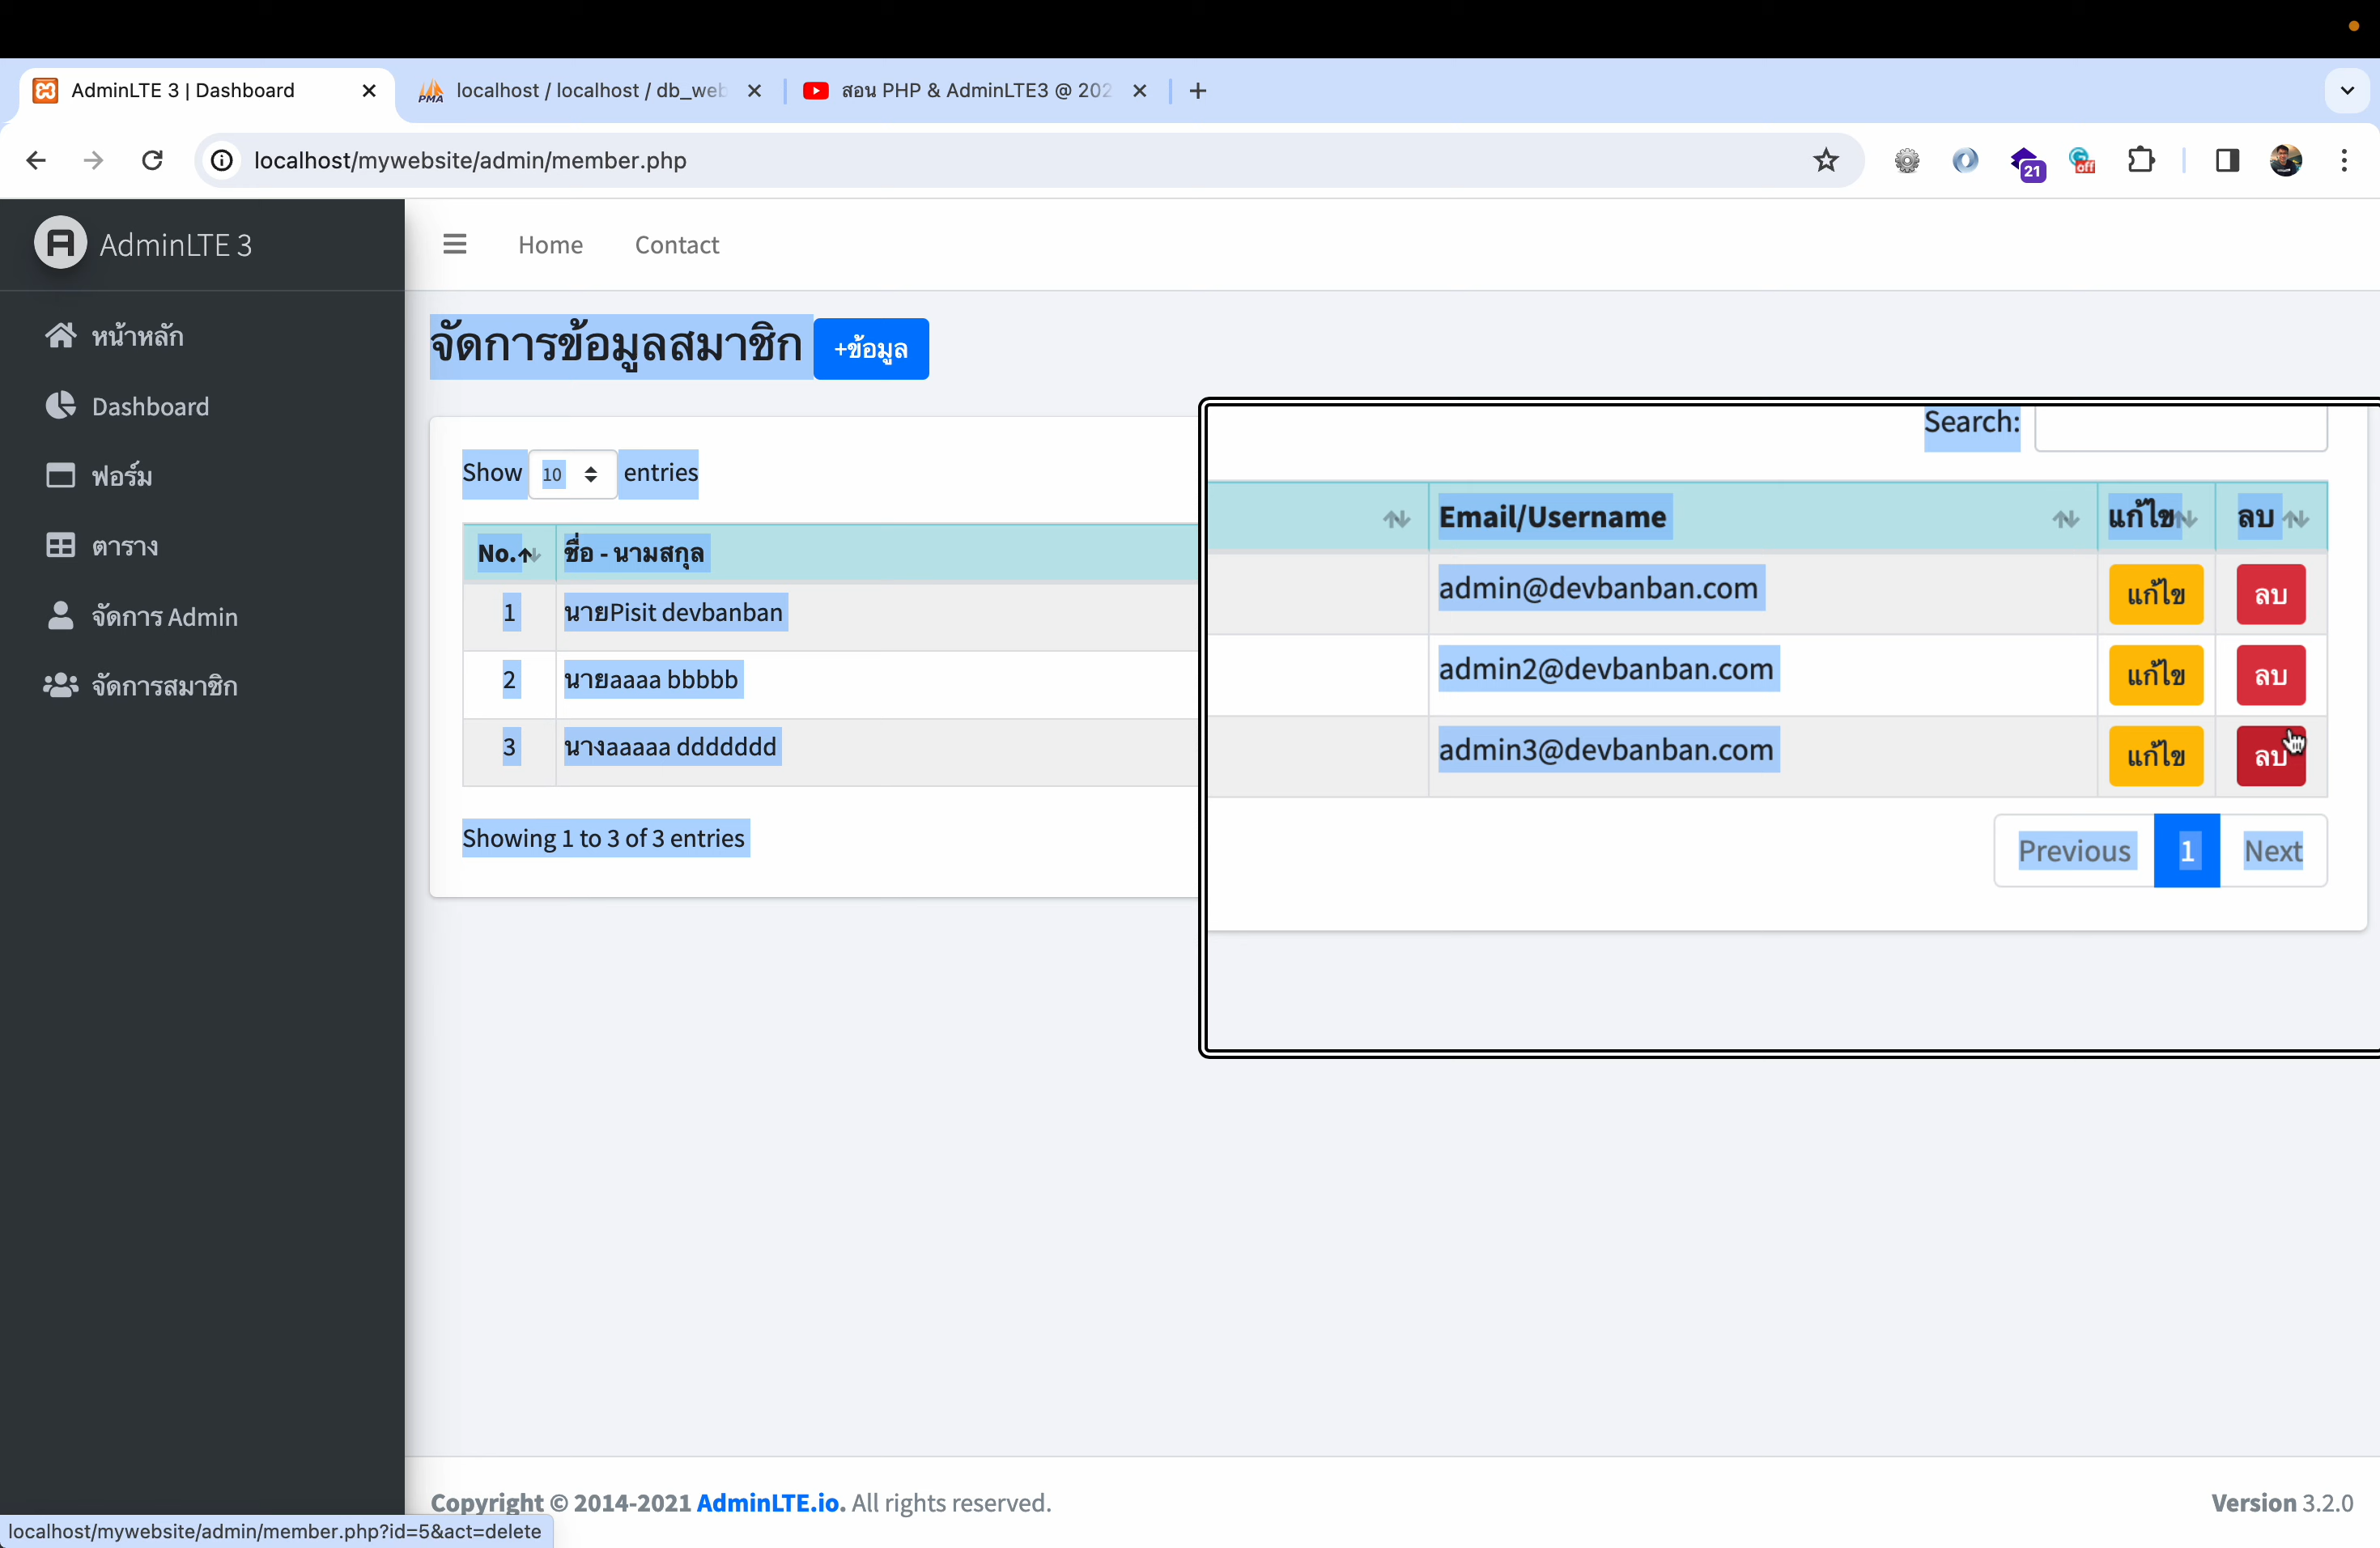 AdminLTE 3 | Dashboard
localhost / localhost / db_web
สอน PHP & AdminLTE3 @ 202
localhost/mywebsite/admin/member.php
21
off
AdminLTE 3
Home
Contact
หน้าหลัก
Dashboard
ฟอร์ม
ตาราง
จัดการ Admin
จัดการสมาชิก
จัดการข้อมูลสมาชิก +ข้อมูล
Show 10 entries
Search:
No. ชื่อ - นามสกุล Email/Username แก้ไข ลบ
1 นายPisit devbanban admin@devbanban.com แก้ไข ลบ
2 นายaaaa bbbbb admin2@devbanban.com แก้ไข ลบ
3 นางaaaaa ddddddd admin3@devbanban.com แก้ไข ลบ
Showing 1 to 3 of 3 entries
Previous 1 Next
Copyright © 2014-2021 AdminLTE.io. All rights reserved.
Version 3.2.0
localhost/mywebsite/admin/member.php?id=5&act=delete